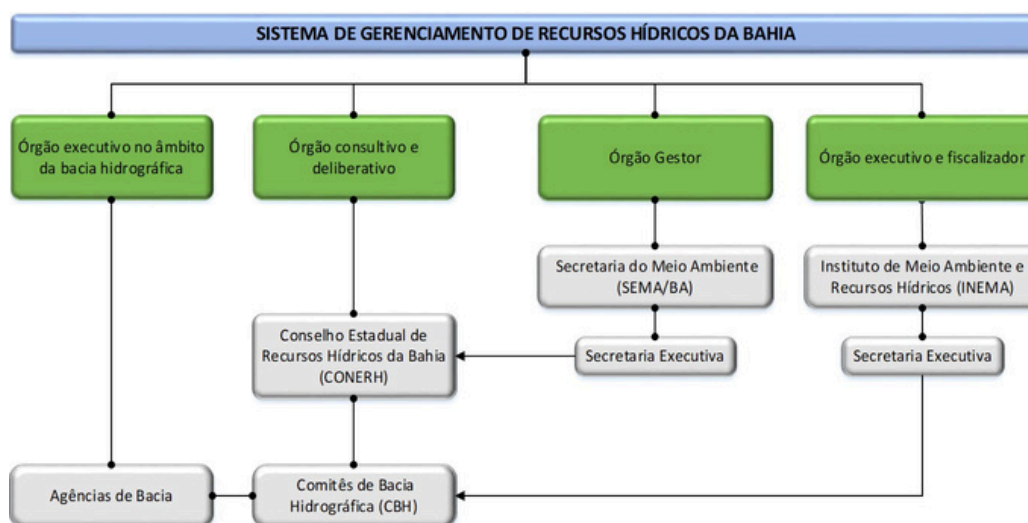 SISTEMA DE GERENCIAMENTO DE RECURSOS HÍDRICOS DA BAHIA
Órgão executivo no âmbito
da bacia hidrográfica
Órgão consultivo e
deliberativo
Órgão Gestor
Órgão executivo e fiscalizador
Secretaria do Meio Ambiente
(SEMA/BA)
Instituto de Meio Ambiente e
Recursos Hídricos (INEMA)
Conselho Estadual de
Recursos Hídricos da Bahia
(CONERH)
Secretaria Executiva
Secretaria Executiva
Agências de Bacia
Comitês de Bacia
Hidrográfica (CBH)